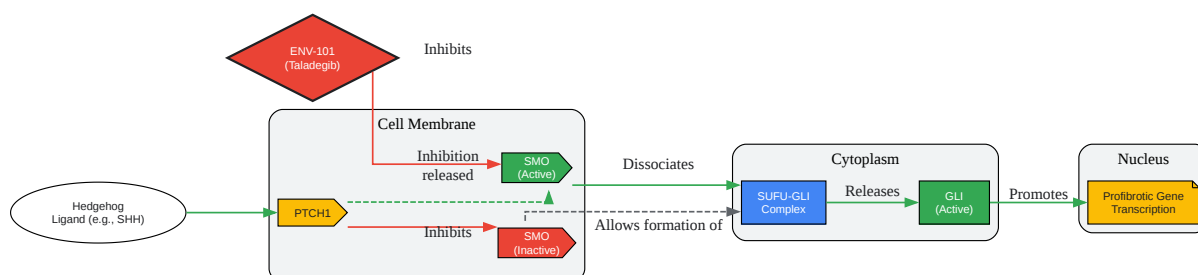 ENV-101
(Taladegib)
Inhibits
Cell Membrane
Inhibition
released
SMO
(Active)
Hedgehog
Ligand (e.g., SHH)
PTCH1
Inhibits
SMO
(Inactive)
Dissociates
Allows formation of
Cytoplasm
SUFU-GLI
Complex
Releases
GLI
(Active)
Promotes
Nucleus
Profibrotic Gene
Transcription